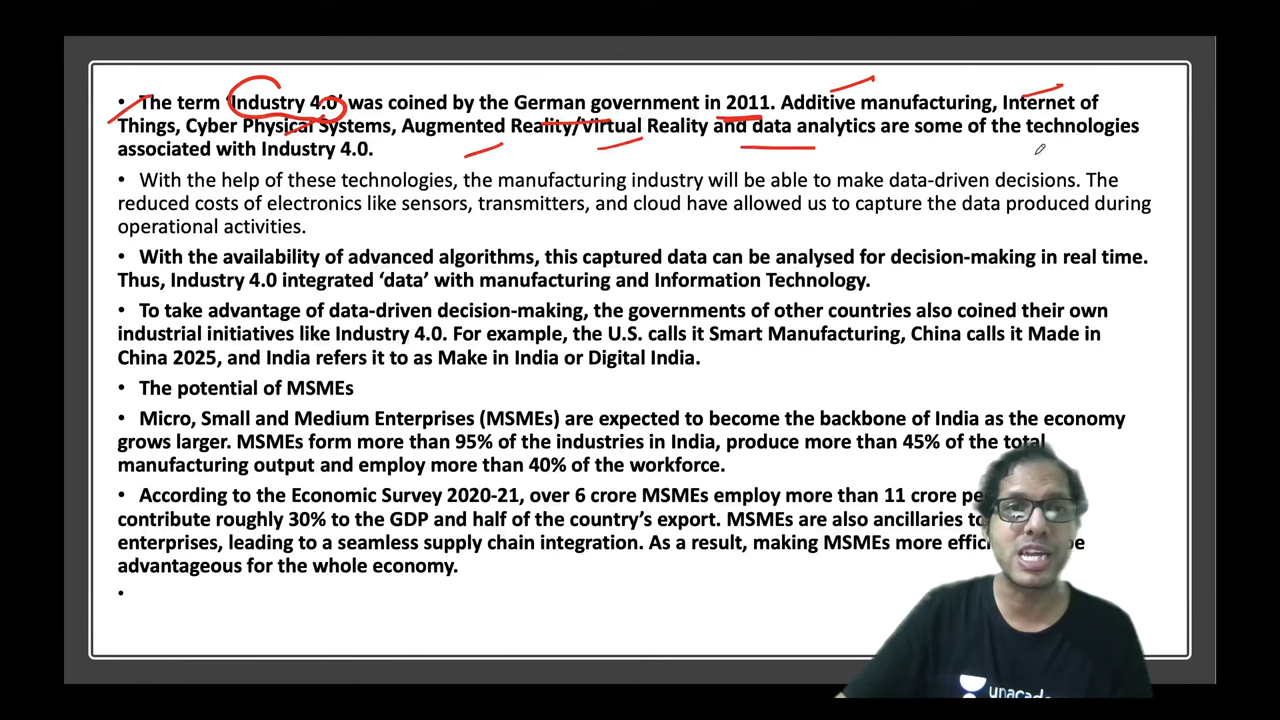 • The term ‘Industry 4.0’ was coined by the German government in 2011. Additive manufacturing, Internet of
Things, Cyber Physical Systems, Augmented Reality/Virtual Reality and data analytics are some of the technologies
associated with Industry 4.0.
• With the help of these technologies, the manufacturing industry will be able to make data-driven decisions. The
reduced costs of electronics like sensors, transmitters, and cloud have allowed us to capture the data produced during
operational activities.
• With the availability of advanced algorithms, this captured data can be analysed for decision-making in real time.
Thus, Industry 4.0 integrated ‘data’ with manufacturing and Information Technology.
• To take advantage of data-driven decision-making, the governments of other countries also coined their own
industrial initiatives like Industry 4.0. For example, the U.S. calls it Smart Manufacturing, China calls it Made in
China 2025, and India refers it to as Make in India or Digital India.
• The potential of MSMEs
• Micro, Small and Medium Enterprises (MSMEs) are expected to become the backbone of India as the economy
grows larger. MSMEs form more than 95% of the industries in India, produce more than 45% of the total
manufacturing output and employ more than 40% of the workforce.
• According to the Economic Survey 2020-21, over 6 crore MSMEs employ more than 11 crore
contribute roughly 30% to the GDP and half of the country’s export. MSMEs are also ancillaries
enterprises, leading to a seamless supply chain integration. As a result, making MSMEs more
advantageous for the whole economy.
•